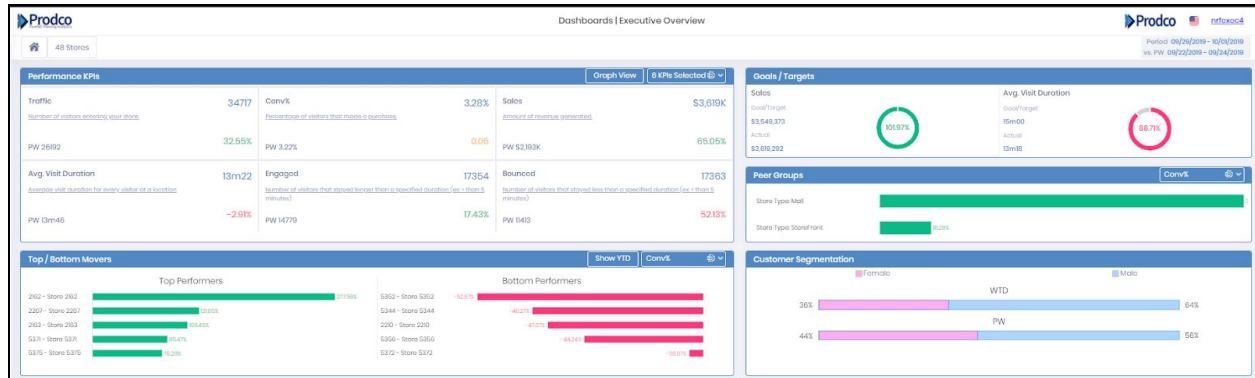 Prodco
Dashboards | Executive Overview
Prodco
nrfoxoc4
48 Stores
Period 09/29/2019 - 10/01/2019
vs. PW 09/22/2019 - 09/24/2019
Performance KPIs
Graph View
6 KPIs Selected
Traffic
34717
Number of visitors entering your store.
PW 26192
32.55%
Conv%
3.28%
Percentage of visitors that made a purchase.
PW 3.22%
0.06
Sales
$3,619K
Amount of revenue generated.
PW $2,193K
65.05%
Avg. Visit Duration
13m22
Average visit duration for every visitor at a location
PW 13m46
-2.91%
Engaged
17354
Number of visitors that stayed longer than a specified duration (ex: > than 5
minutes)
PW 14779
17.43%
Bounced
17363
Number of visitors that stayed less than a specified duration (ex: < than 5
minutes)
PW 11413
52.13%
Goals / Targets
Sales
Goal/Target
$3,549,373
Actual
$3,619,292
101.97%
Avg. Visit Duration
Goal/Target
15m00
Actual
13m18
88.71%
Peer Groups
Conv%
Store Type Mall
Store Type StoreFront
Top / Bottom Movers
Show YTD
Conv%
Top Performers
2162 - Store 2162
2207 - Store 2207
2163 - Store 2163
5371 - Store 5371
5375 - Store 5375
Bottom Performers
5352 - Store 5352
5344 - Store 5344
2210 - Store 2210
5350 - Store 5350
5372 - Store 5372
Customer Segmentation
Female
Male
WTD
36%
64%
PW
44%
56%